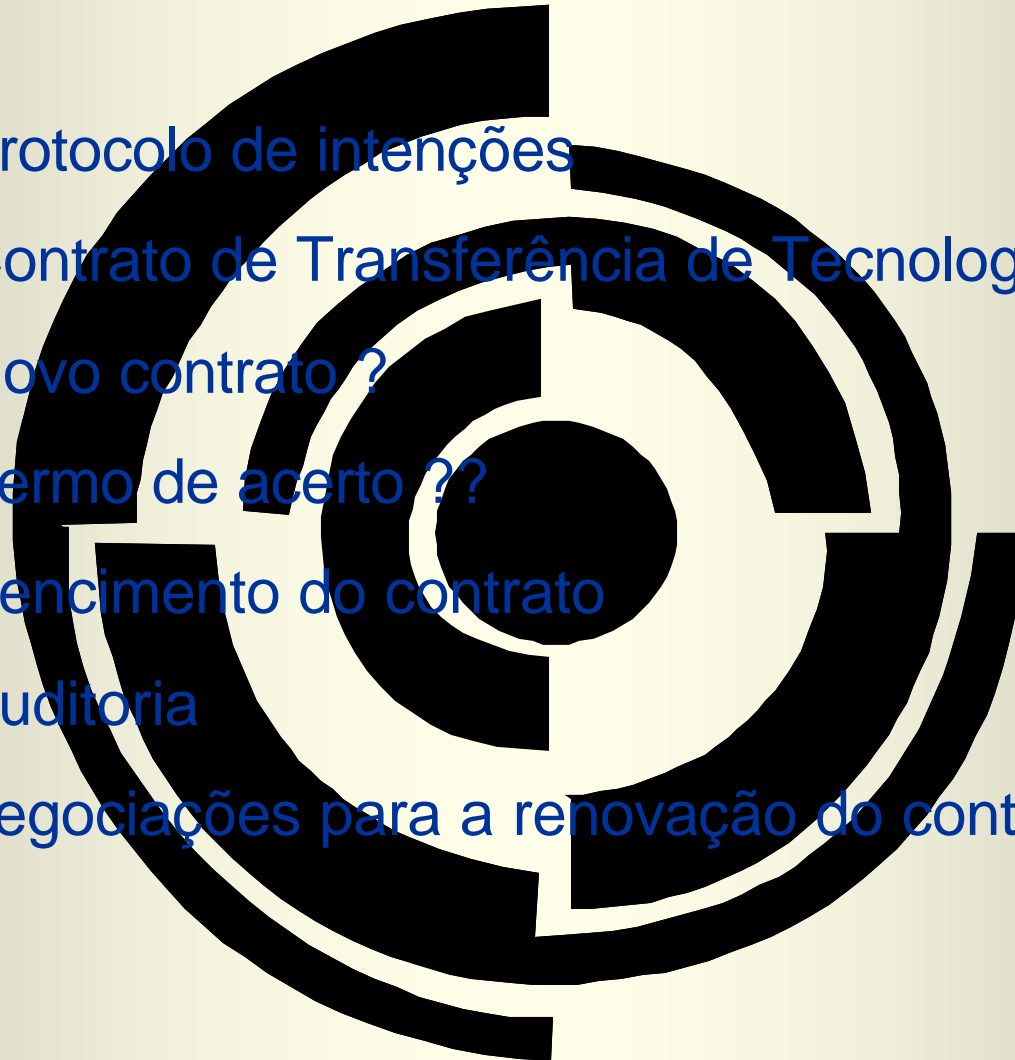 rotocolo de intenções
ontrato de Transferência de Tecnolog
ovo contrato ?
ermo de acerto ??
encimento do contrato
uditoria
egociações para a renovação do cont